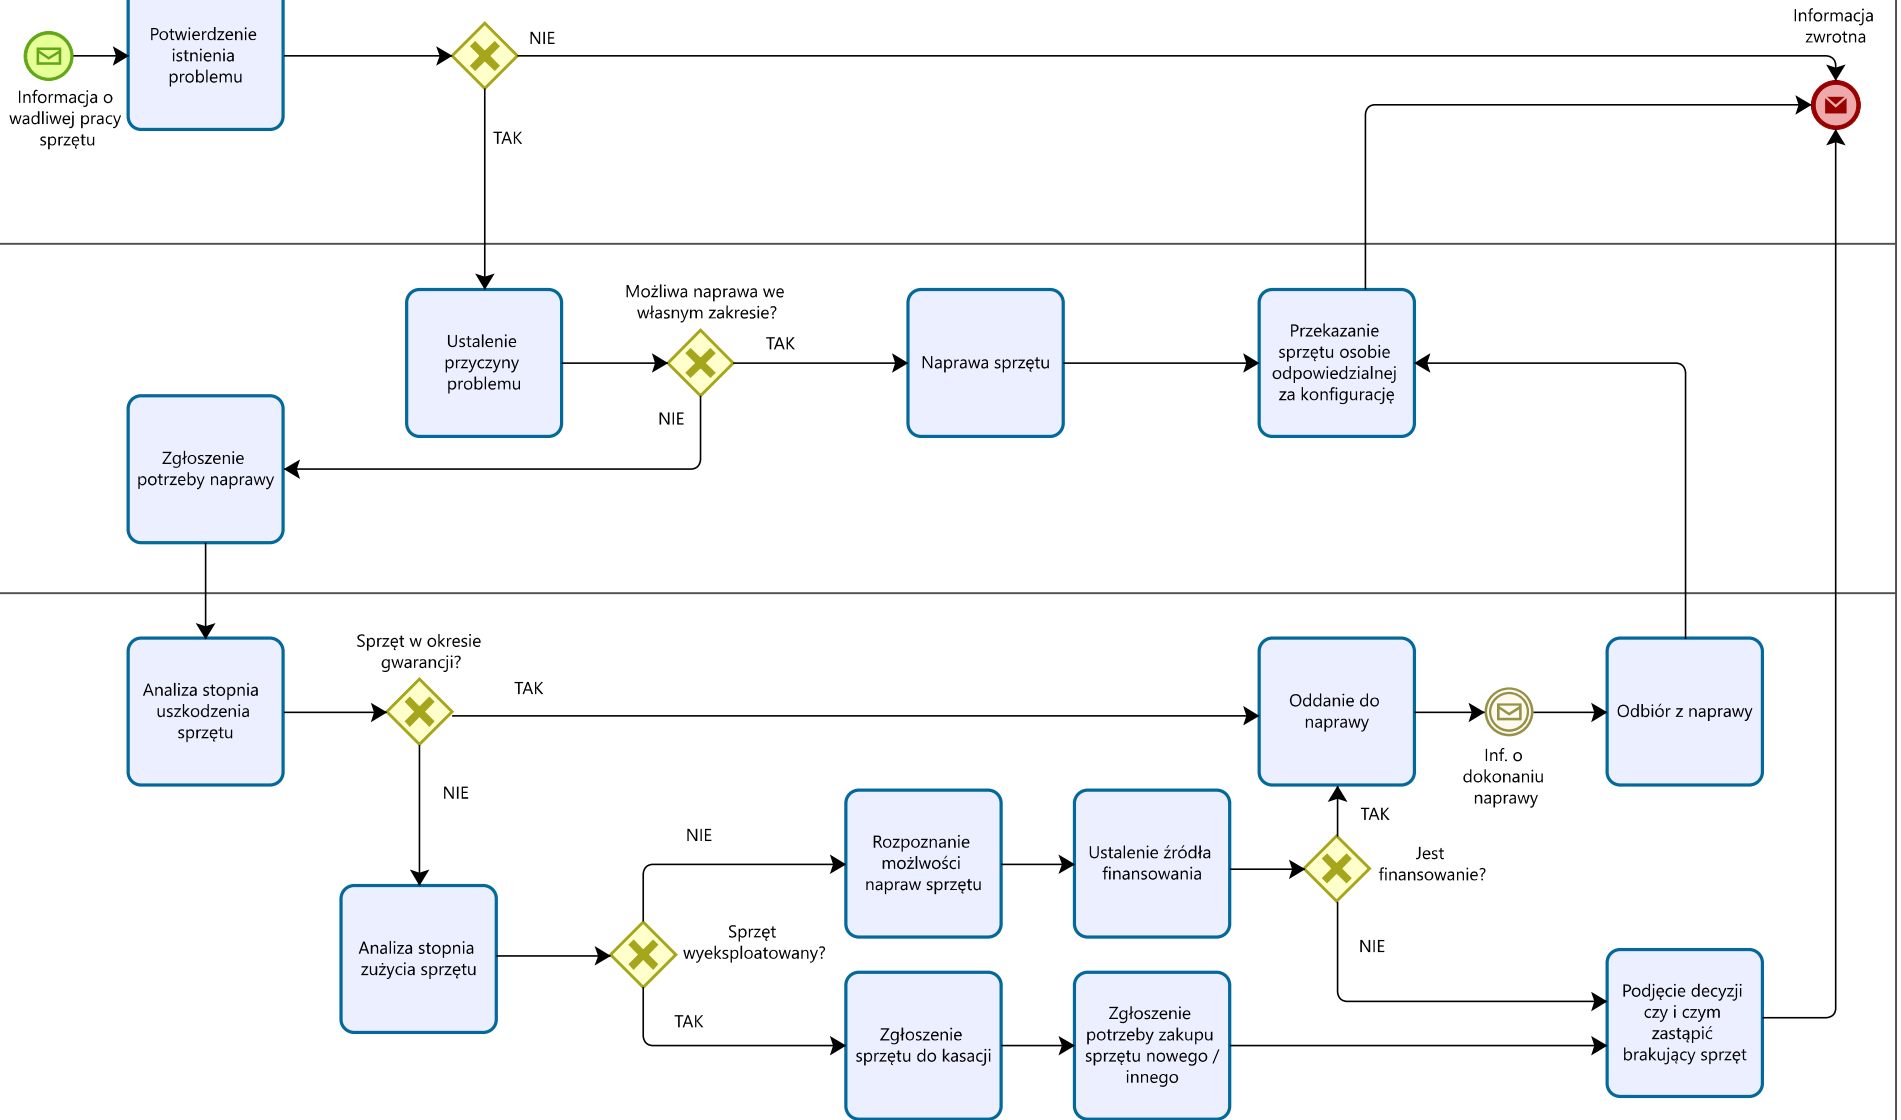 Informacja
zwrotna
Potwierdzenie
istnienia
problemu
NIE
Informacja o
wadliwej pracy
sprzętu
TAK
Możliwa naprawa we
własnym zakresie?
TAK
Ustalenie
przyczyny
problemu
Naprawa sprzętu
Przekazanie
sprzętu osobie
odpowiedzialnej
za konfigurację
NIE
Zgłoszenie
potrzeby naprawy
Sprzęt w okresie
gwarancji?
TAK
Analiza stopnia
uszkodzenia
sprzętu
Oddanie do
naprawy
Odbiór z naprawy
Inf. o
dokonaniu
naprawy
NIE
TAK
NIE
Rozpoznanie
możlwości
napraw sprzętu
Ustalenie źródła
finansowania
Jest
finansowanie?
Analiza stopnia
zużycia sprzętu
Sprzęt
wyeksploatowany?
NIE
TAK
Zgłoszenie
sprzętu do kasacji
Zgłoszenie
potrzeby zakupu
sprzętu nowego /
innego
Podjęcie decyzji
czy i czym
zastąpić
brakujący sprzęt